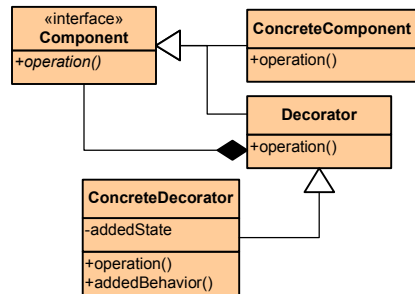 «interface»
Component
+operation()
ConcreteComponent
+operation()
Decorator
+operation()
ConcreteDecorator
-addedState
+operation()
+addedBehavior()